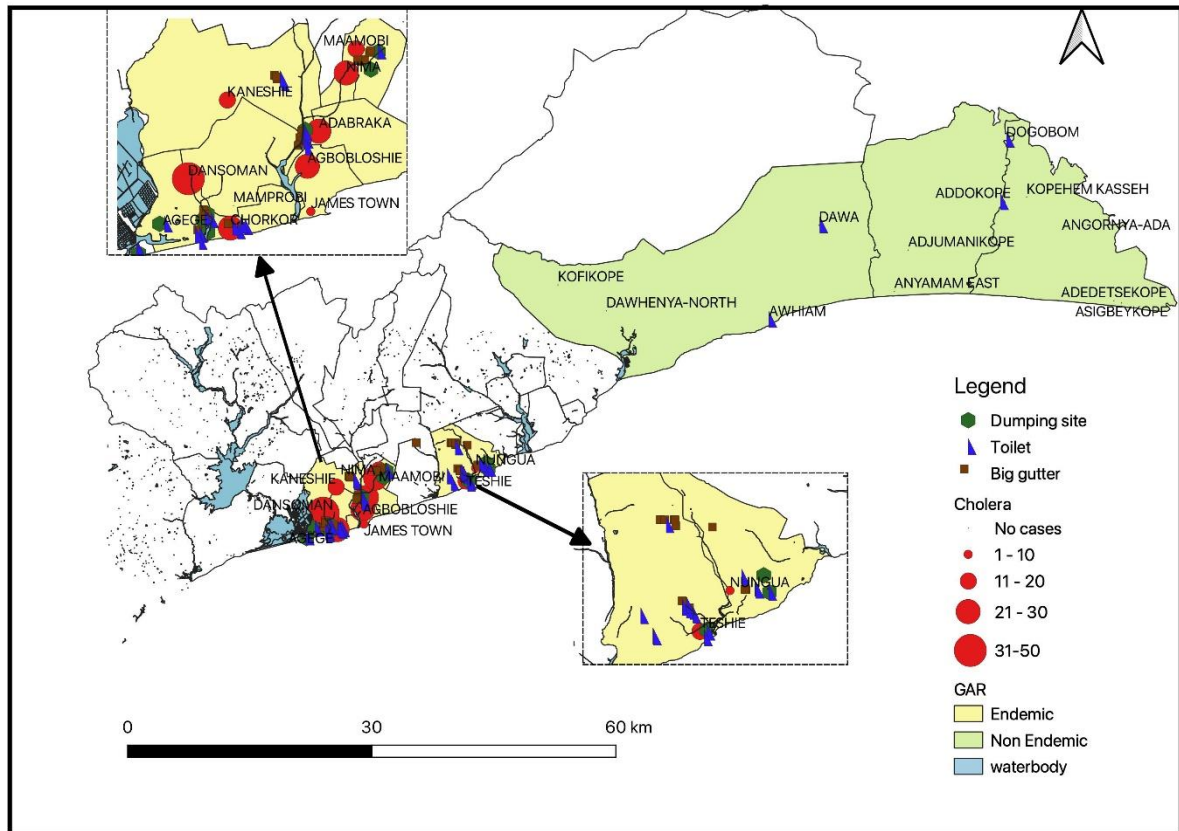 MAAMOBI
NIMA
KANESHIE
ADABRAKA
AGBOBLOSHIE
DANSOMAN
MAMPROBI
JAMES TOWN
AGEGE
CHORKOR
DOGOBOM
ADDOKOPE
KOPEHEM KASSEH
DAWA
ANGORNYA-ADA
ADJUMANIKOPE
KOFIKOPE
ANYAMAM EAST
DAWHENYA-NORTH
ADEDETSEKOPE
AWHIAM
ASIGBEYKOPE
NIMA
NUNGUA
KANESHIE
MAAMOBI
TESHIE
DANSOMAN
AGBOBLOSHIE
JAMES TOWN
AGEGE
NUNGUA
TESHIE
Legend
Dumping site
Toilet
Big gutter
Cholera
No cases
1 - 10
11 - 20
21 - 30
31-50
GAR
Endemic
Non Endemic
waterbody
0 30 60 km